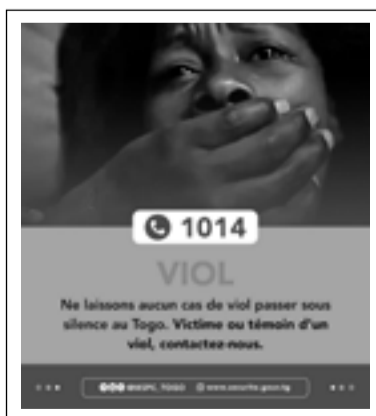 1014
VIOL
Ne laissons aucun cas de viol passer sous
silence au Togo. Victime ou témoin d'un
viol, contactez-nous.